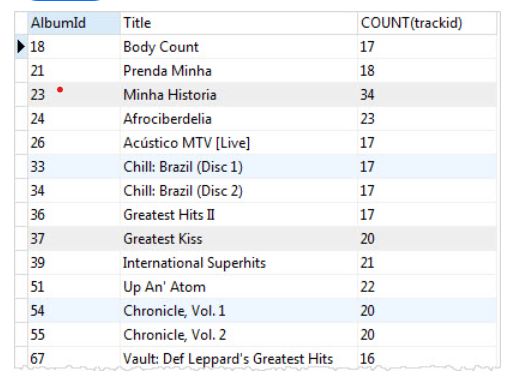 AlbumId Title COUNT(trackid)
18 Body Count 17
21 Prenda Minha 18
23 Minha Historia 34
24 Afrociberdelia 23
26 Acústico MTV [Live] 17
33 Chill: Brazil (Disc 1) 17
34 Chill: Brazil (Disc 2) 17
36 Greatest Hits II 17
37 Greatest Kiss 20
39 International Superhits 21
51 Up An' Atom 22
54 Chronicle, Vol. 1 20
55 Chronicle, Vol. 2 20
67 Vault: Def Leppard's Greatest Hits 16